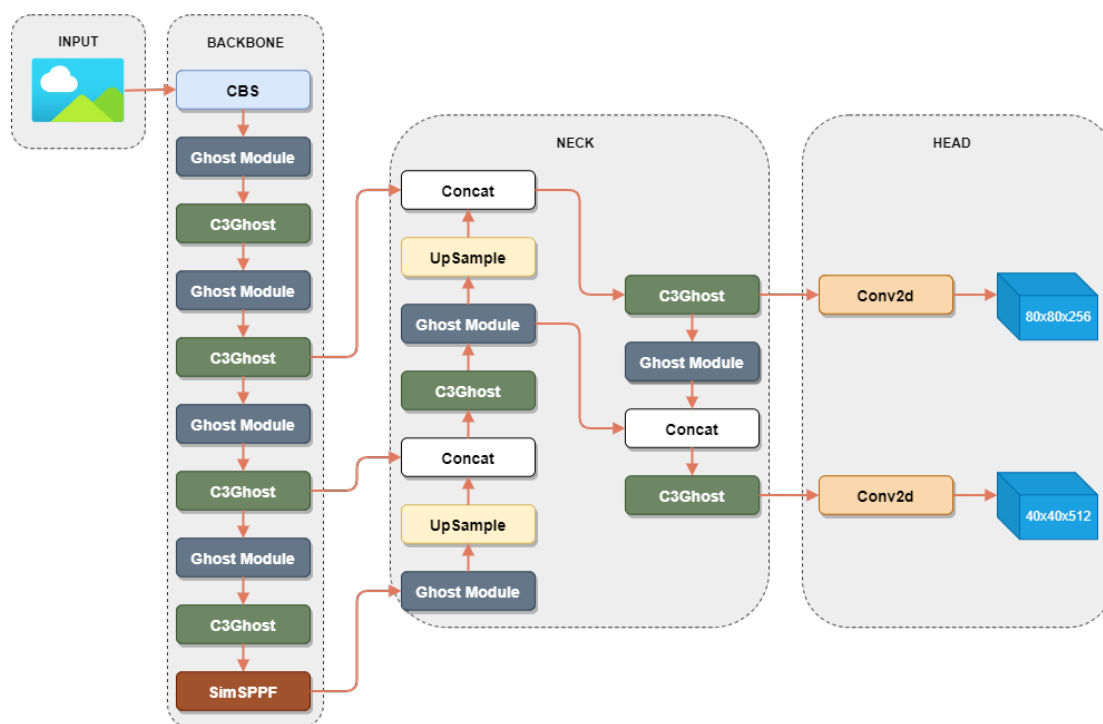 INPUT
BACKBONE
CBS
Ghost Module
C3Ghost
Ghost Module
C3Ghost
Ghost Module
C3Ghost
Ghost Module
C3Ghost
SimSPPF
NECK
Concat
UpSample
Ghost Module
C3Ghost
Concat
UpSample
Ghost Module
C3Ghost
Ghost Module
Concat
C3Ghost
HEAD
Conv2d
80x80x256
Conv2d
40x40x512